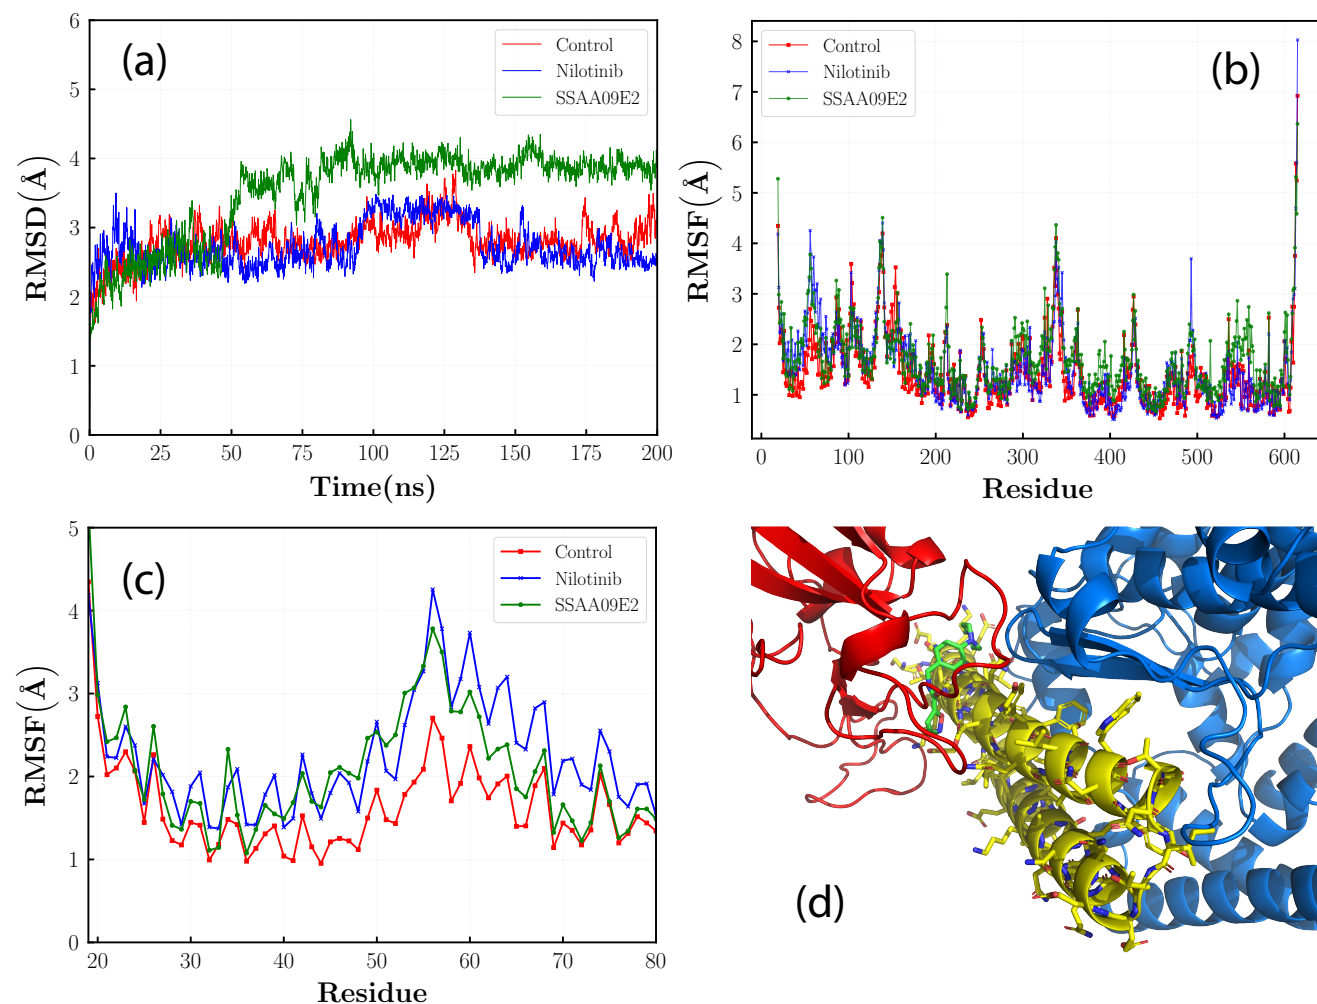 (a)
RMSD(Å)
6
5
4
3
2
1
0
0 25 50 75 100 125 150 175 200
Time(ns)
Control
Nilotinib
SSAA09E2
(b)
RMSF(Å)
8
7
6
5
4
3
2
1
0 100 200 300 400 500 600
Residue
Control
Nilotinib
SSAA09E2
(c)
RMSF(Å)
5
4
3
2
1
0
20 30 40 50 60 70 80
Residue
Control
Nilotinib
SSAA09E2
(d)